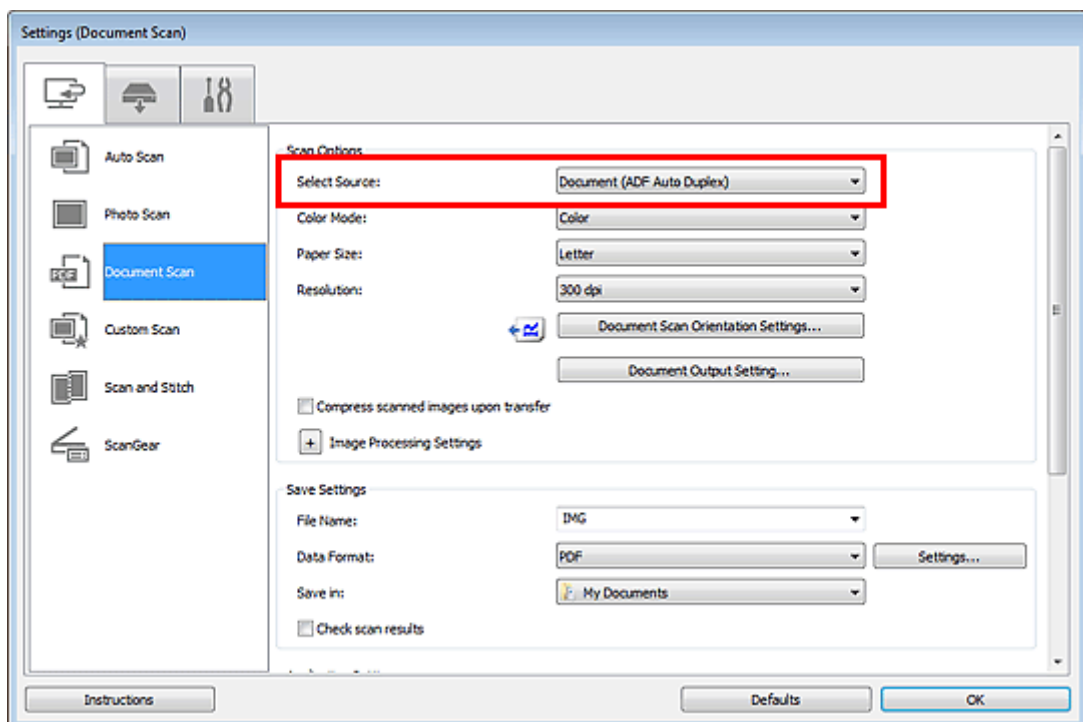 Settings (Document Scan)
Auto Scan
Photo Scan
PDF
Document Scan
Custom Scan
Scan and Stitch
ScanGear
Scan Options
Select Source: Document (ADF Auto Duplex)
Color Mode: Color
Paper Size: Letter
Resolution: 300 dpi
R Document Scan Orientation Settings...
Document Output Setting...
Compress scanned images upon transfer
+ Image Processing Settings
Save Settings
File Name: IMG
Data Format: PDF Settings...
Save in: My Documents
Check scan results
Instructions Defaults OK